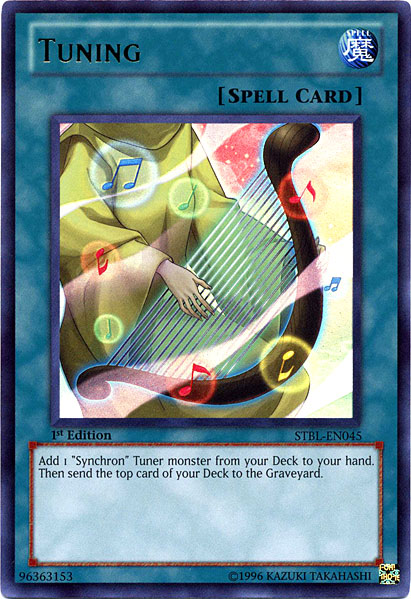 TUNING
SPELL
魔
[SPELL CARD]
1st Edition
STBL-EN045
Add 1 "Synchron" Tuner monster from your Deck to your hand.
Then send the top card of your Deck to the Graveyard.
96363153
©1996 KAZUKI TAKAHASHI